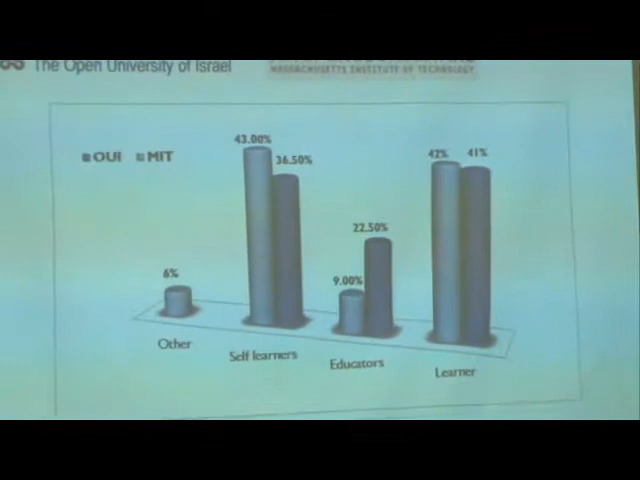 The Open University of Israel
MASSACHUSETTS INSTITUTE OF TECHNOLOGY
OUI MIT
43.00%
36.50%
42% 41%
22.50%
6%
9.00%
Other
Self learners
Educators
Learner